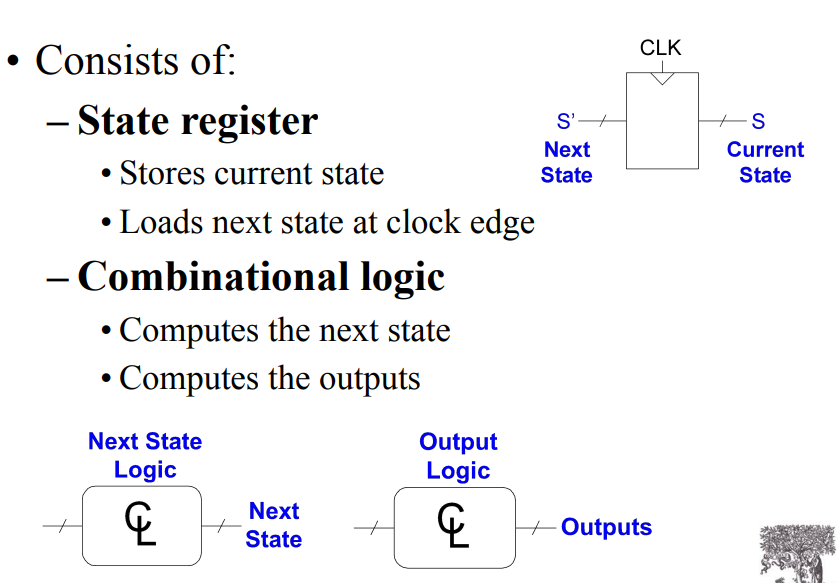 • Consists of:
– State register
• Stores current state
• Loads next state at clock edge
– Combinational logic
• Computes the next state
• Computes the outputs
CLK
S'
Next
State
S
Current
State
Next State
Logic
CL
Next
State
Output
Logic
CL
Outputs